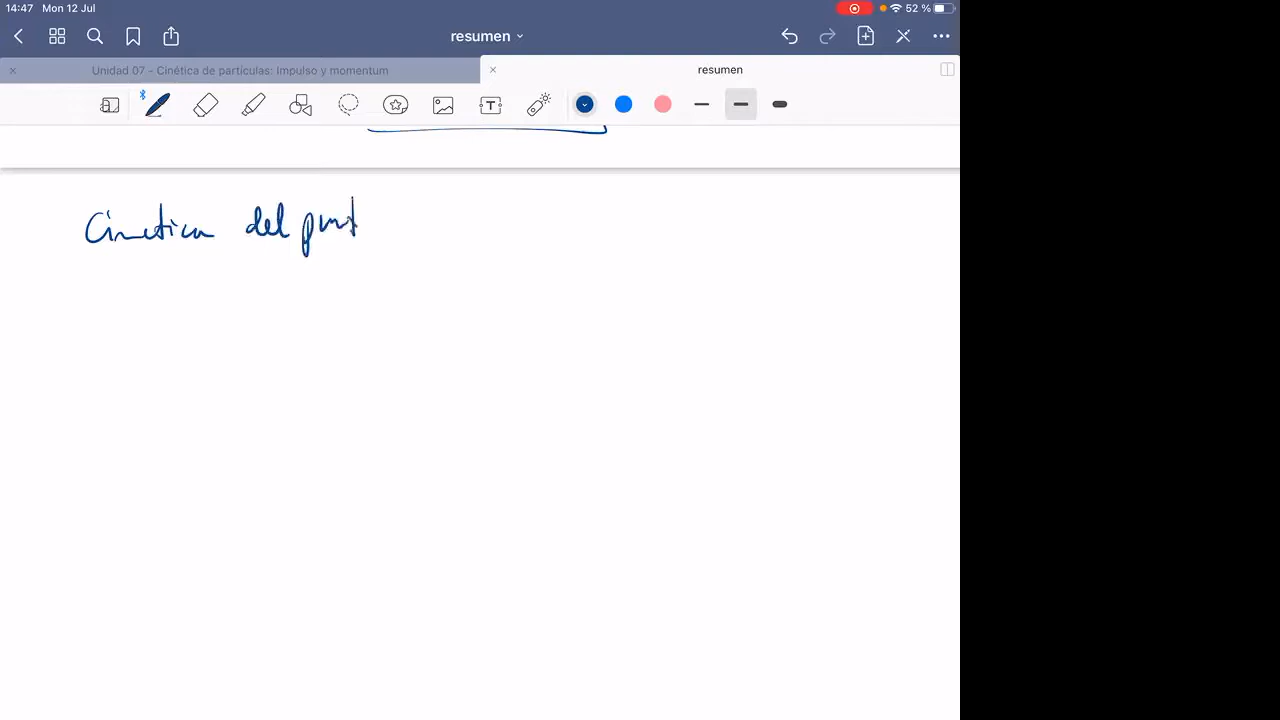 14:47 Mon 12 Jul 52 %
resumen
Unidad 07 - Cinética de partículas: Impulso y momentum
resumen
T
Cinetica del punt